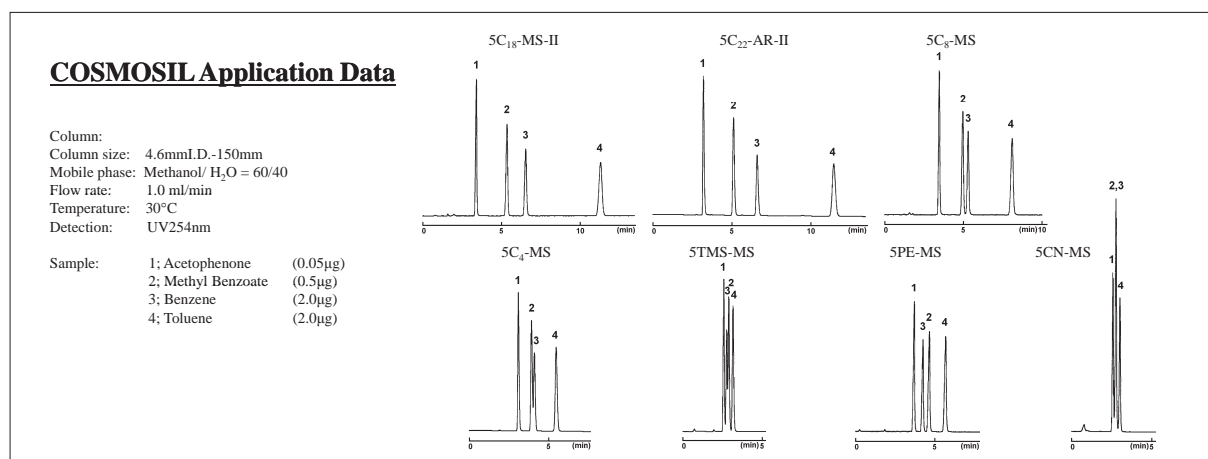 COSMOSIL Application Data
Column:
Column size: 4.6mmI.D.-150mm
Mobile phase: Methanol/ H₂O = 60/40
Flow rate: 1.0 ml/min
Temperature: 30°C
Detection: UV254nm
Sample: 1; Acetophenone (0.05μg)
2; Methyl Benzoate (0.5μg)
3; Benzene (2.0μg)
4; Toluene (2.0μg)
5C₁₈-MS-II
1
2
3
4
0 5 10 (min)
5C₂₂-AR-II
1
2
3
4
0 5 10 (min)
5C₈-MS
1
2
3
4
0 5 (min)10
5C₄-MS
1
2
3
4
0 5 (min)
5TMS-MS
1
2
3
4
0 (min) 5
5PE-MS
1
3 2
4
0 5 (min)
5CN-MS
2,3
1
4
0 (min) 5